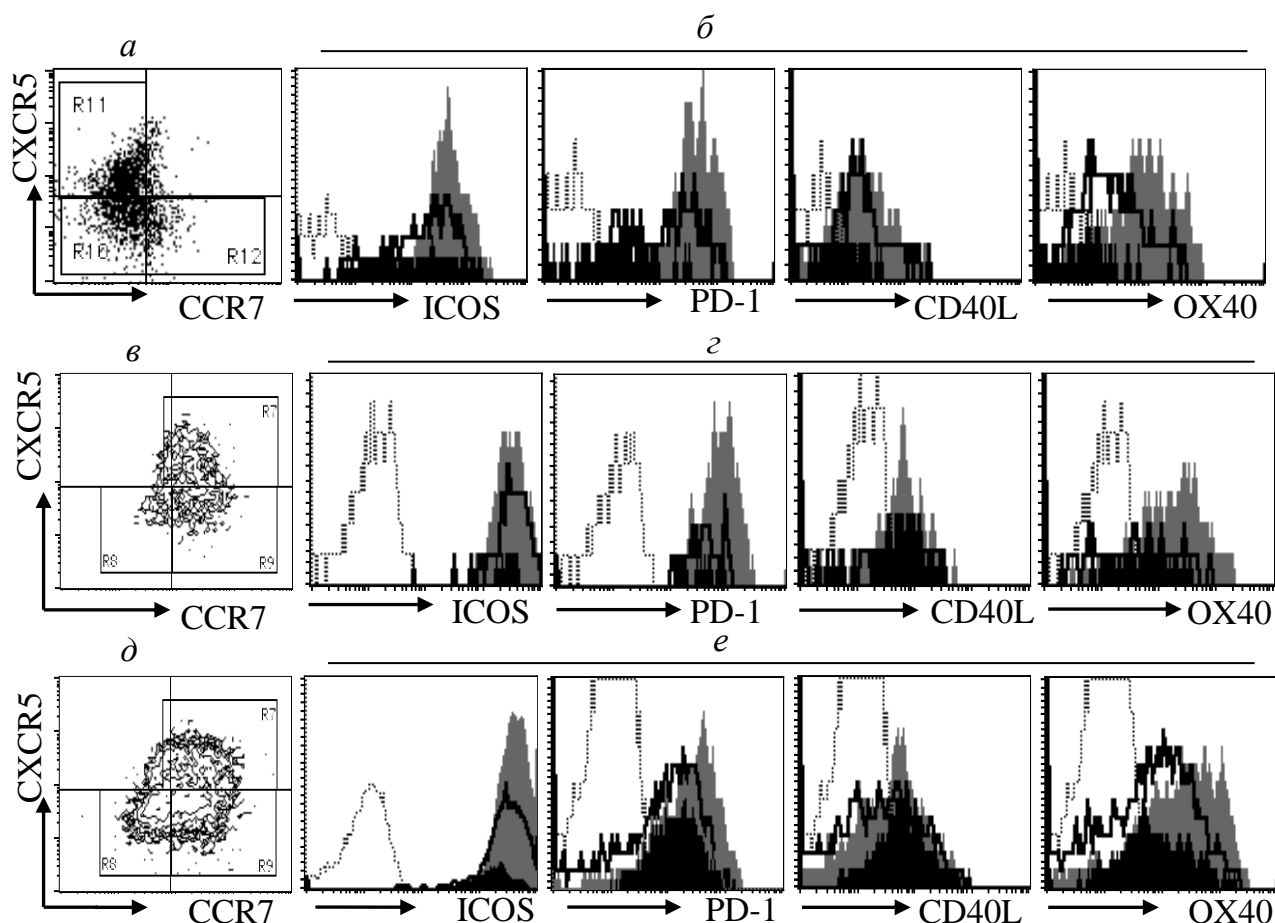 а
б
CXCR5
R11
R10
R12
CCR7
ICOS
PD-1
CD40L
OX40
в
г
CXCR5
R7
R8
R9
CCR7
ICOS
PD-1
CD40L
OX40
д
е
CXCR5
R7
R8
R9
CCR7
ICOS
PD-1
CD40L
OX40